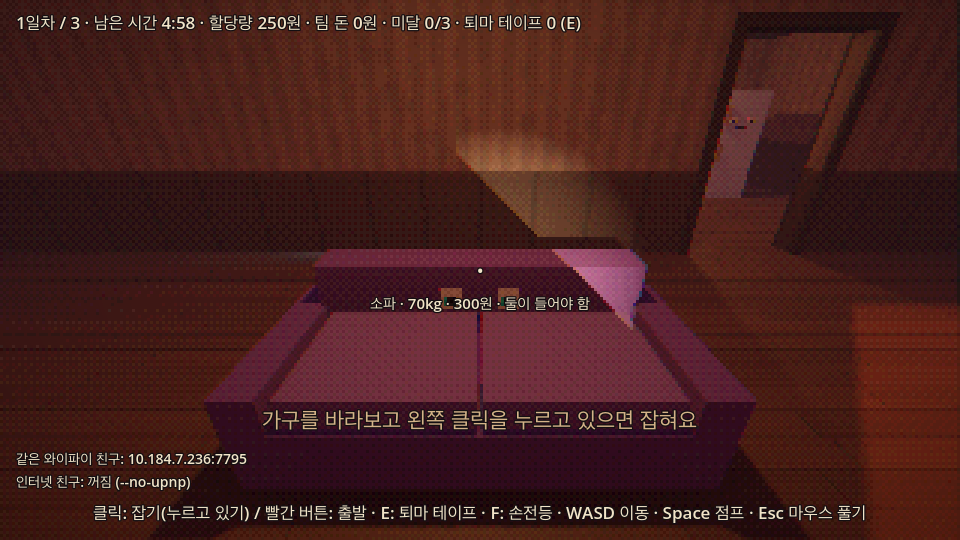 1일차 / 3 · 남은 시간 4:58 · 할당량 250원 · 팀 돈 0원 · 미달 0/3 · 퇴마 테이프 0 (E)
소파 · 70kg · 300원 · 둘이 들어야 함
가구를 바라보고 왼쪽 클릭을 누르고 있으면 잡혀요
같은 와이파이 친구: 10.184.7.236:7795
인터넷 친구: 꺼짐 (--no-upnp)
클릭: 잡기(누르고 있기) / 빨간 버튼: 출발 · E: 퇴마 테이프 · F: 손전등 · WASD 이동 · Space 점프 · Esc 마우스 풀기